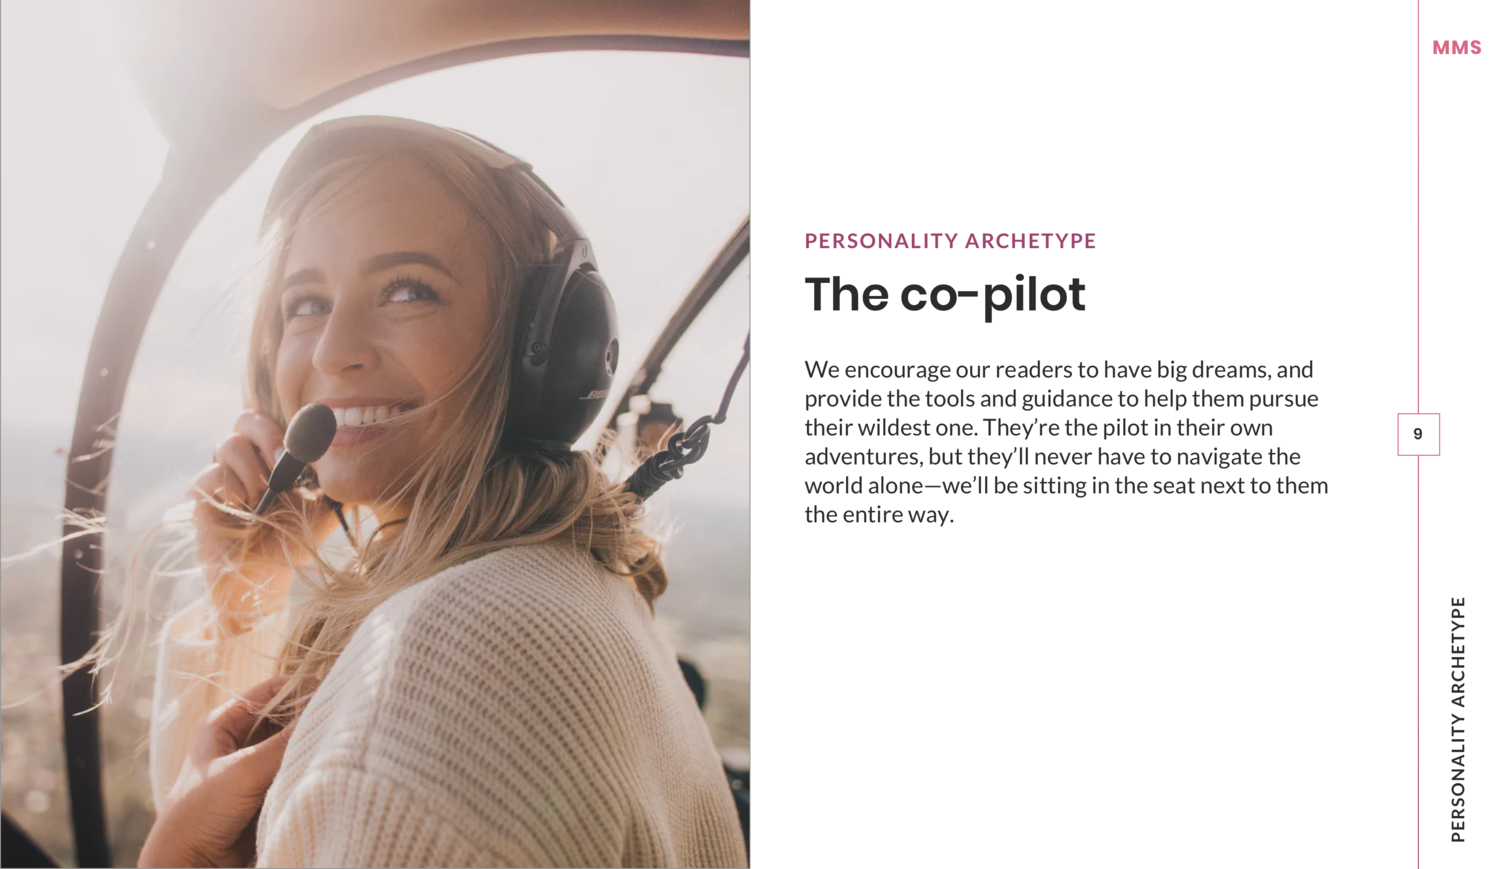 MMS
PERSONALITY ARCHETYPE
The co-pilot
We encourage our readers to have big dreams, and
provide the tools and guidance to help them pursue
their wildest one. They’re the pilot in their own
adventures, but they’ll never have to navigate the
world alone—we’ll be sitting in the seat next to them
the entire way.
9
PERSONALITY ARCHETYPE